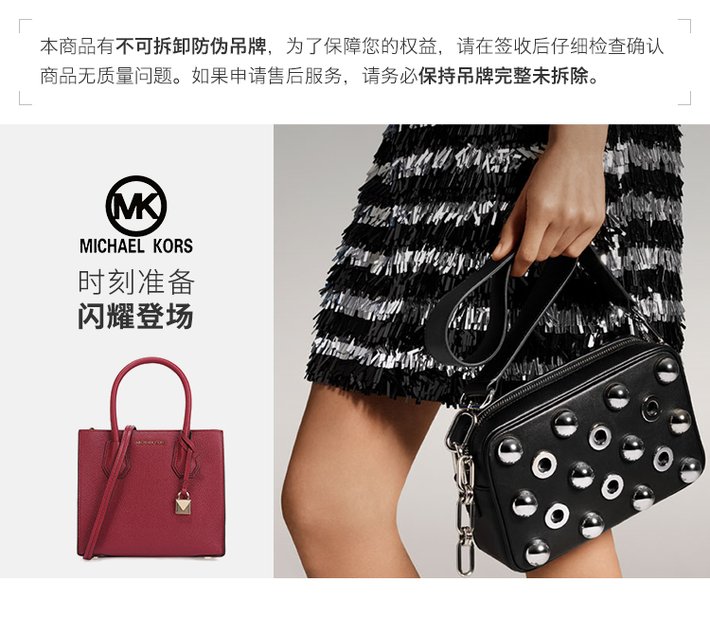 本商品有不可拆卸防伪吊牌，为了保障您的权益，请在签收后仔细检查确认
商品无质量问题。如果申请售后服务，请务必保持吊牌完整未拆除。
MK
MICHAEL KORS
时刻准备
闪耀登场